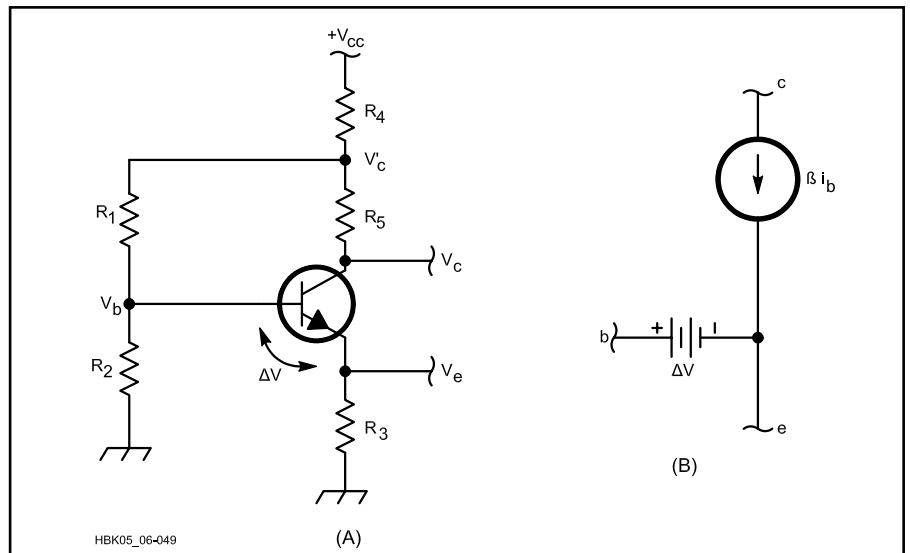 +Vcc
R4
V'c
R1
R5
Vc
Vb
ΔV
Ve
R2
R3
(A)
HBK05_06-049
c
ß ib
b
+
ΔV
e
(B)